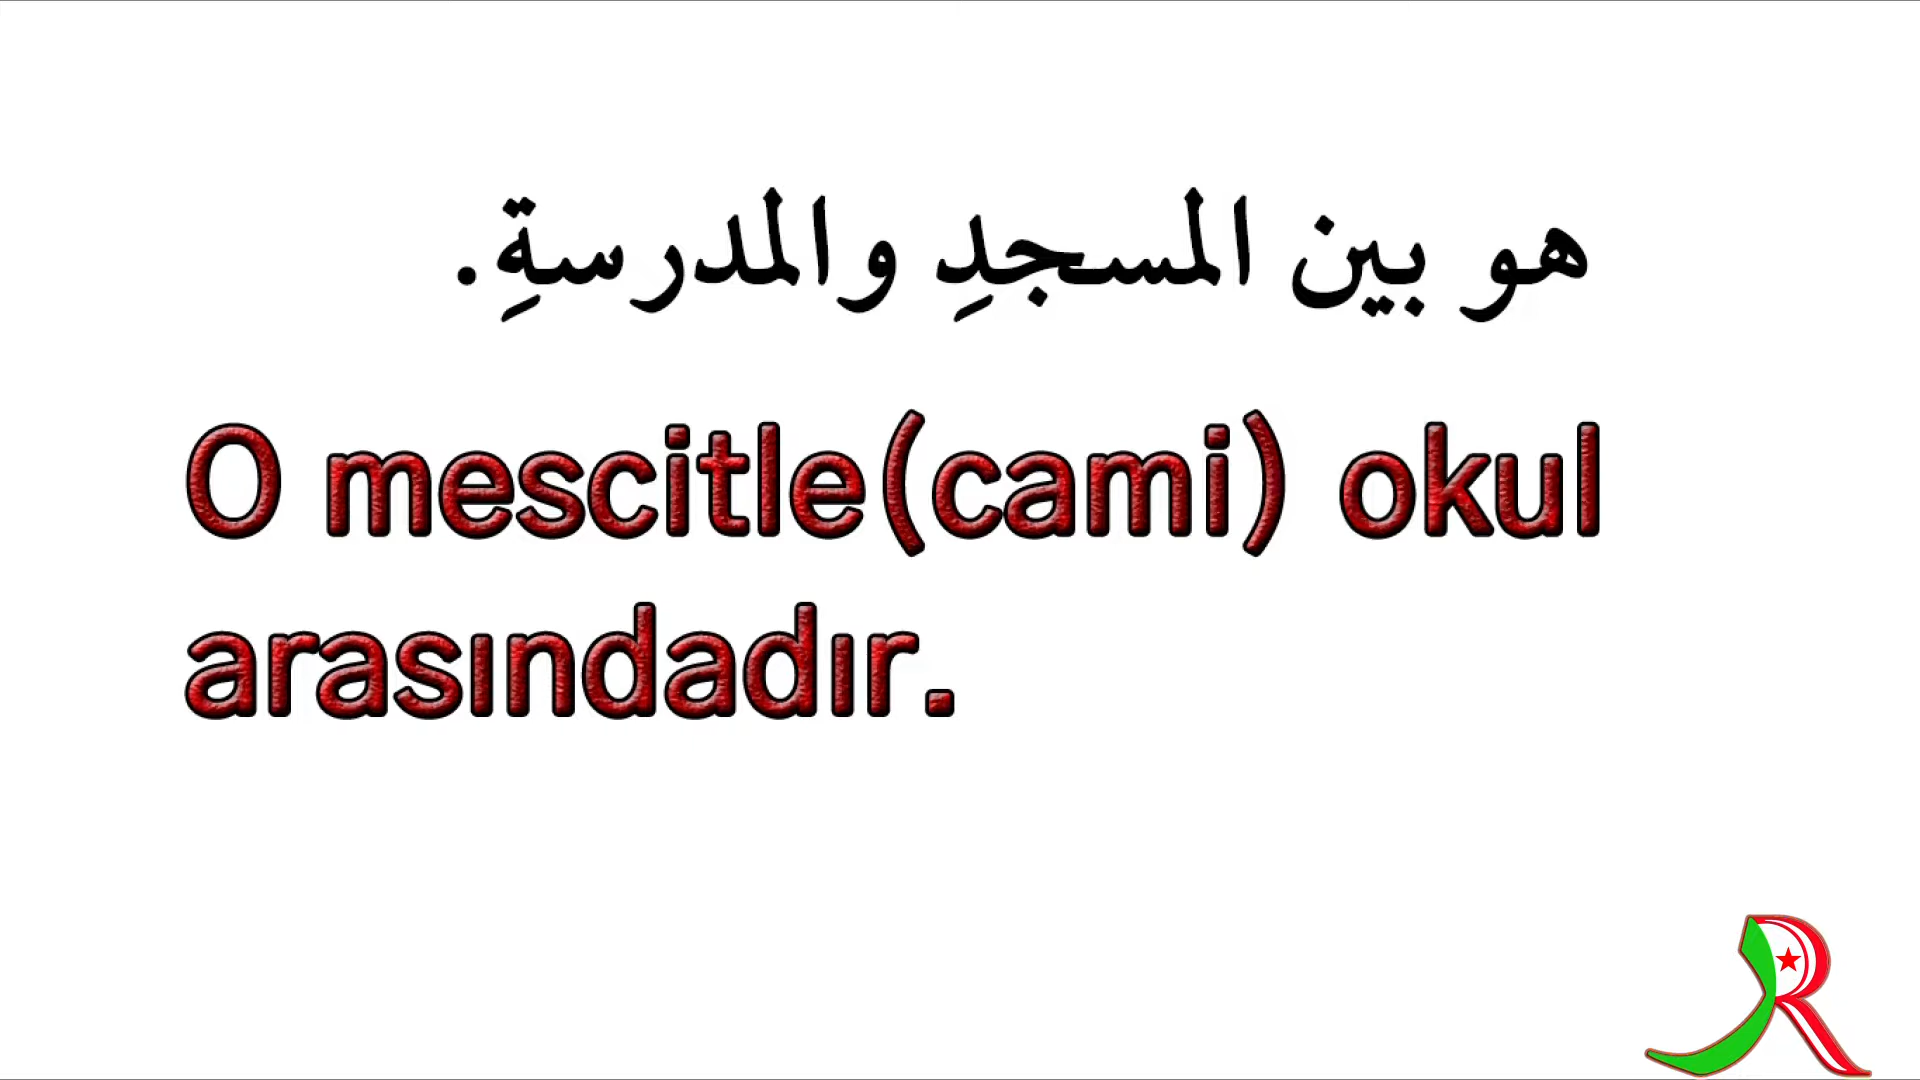 هو بين المسجدِ والمدرسةِ.
O mescitle(cami) okul
arasındadır.